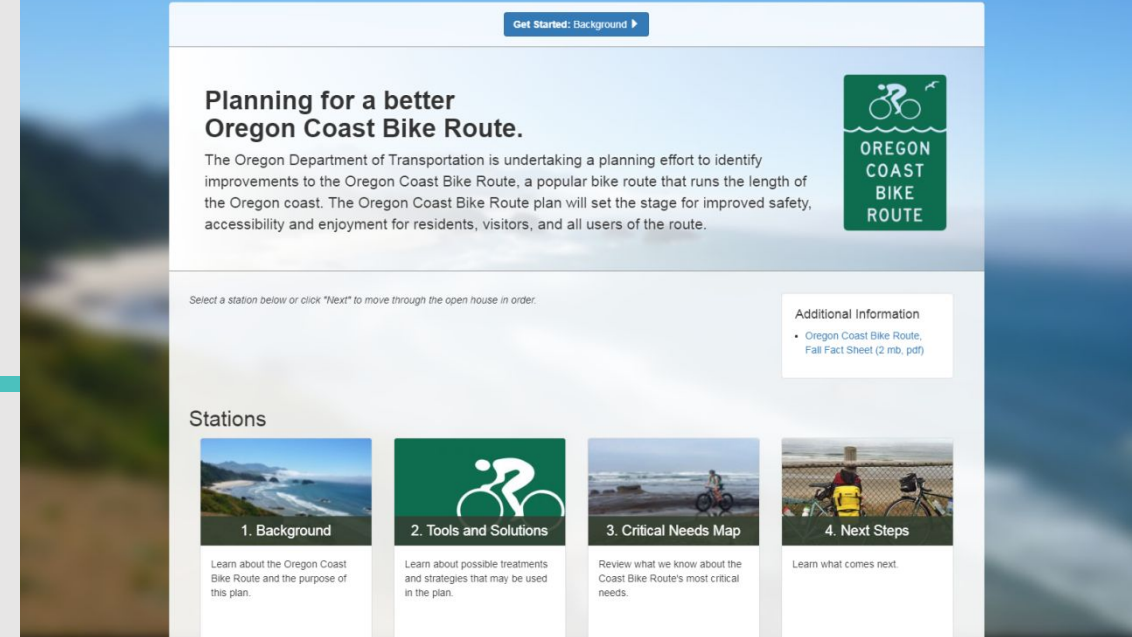 Get Started: Background
Planning for a better
Oregon Coast Bike Route.
The Oregon Department of Transportation is undertaking a planning effort to identify
improvements to the Oregon Coast Bike Route, a popular bike route that runs the length of
the Oregon coast. The Oregon Coast Bike Route plan will set the stage for improved safety,
accessibility and enjoyment for residents, visitors, and all users of the route.
OREGON
COAST
BIKE
ROUTE
Select a station below or click "Next" to move through the open house in order.
Additional Information
• Oregon Coast Bike Route,
Fall Fact Sheet (2 mb, pdf)
Stations
1. Background
Learn about the Oregon Coast
Bike Route and the purpose of
this plan.
2. Tools and Solutions
Learn about possible treatments
and strategies that may be used
in the plan.
3. Critical Needs Map
Review what we know about the
Coast Bike Route's most critical
needs.
4. Next Steps
Learn what comes next.